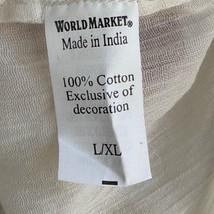 WORLD MARKET®
Made in India
100% Cotton
Exclusive of
decoration
L/XL